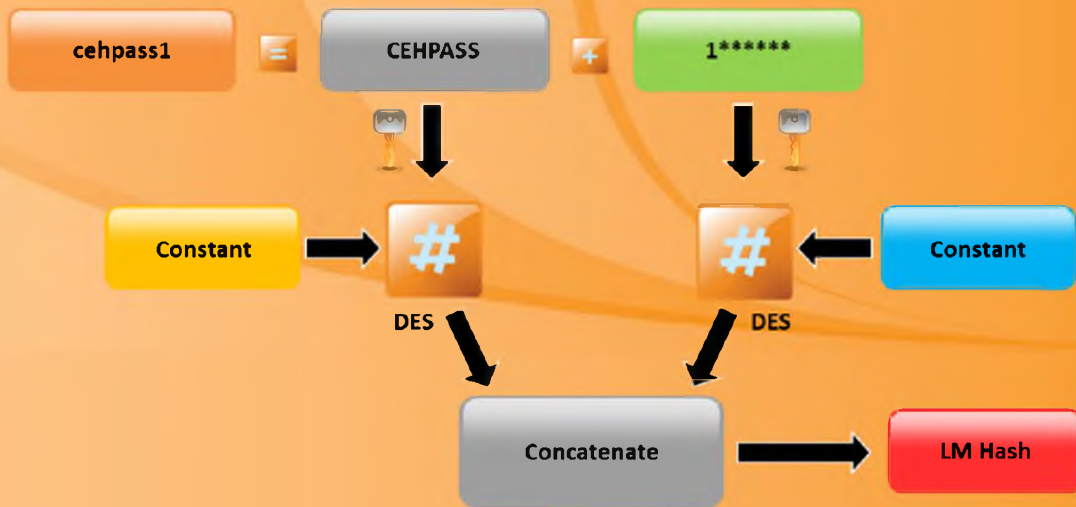 cehpass1 = CEHPASS + 1******
Constant # # Constant
DES DES
Concatenate LM Hash